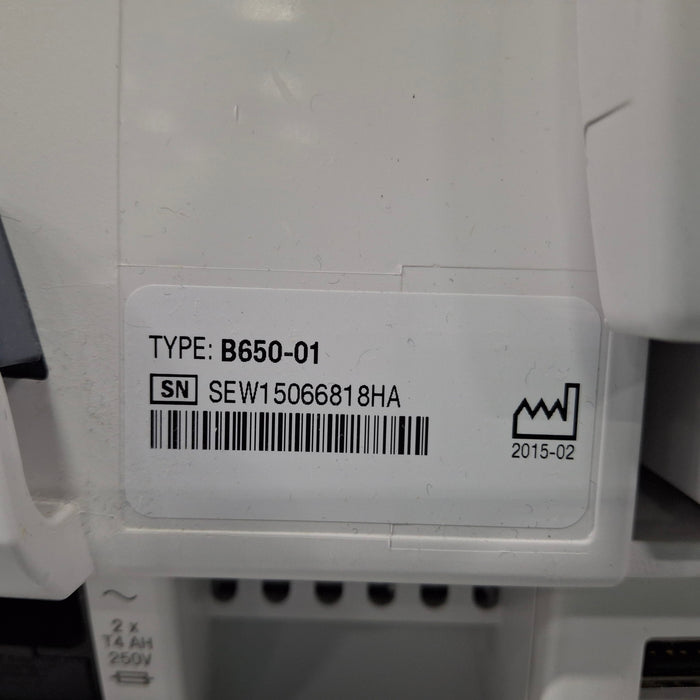 TYPE: B650-01
SN SEW15066818HA
2015-02
2 x
T4 AH
250V